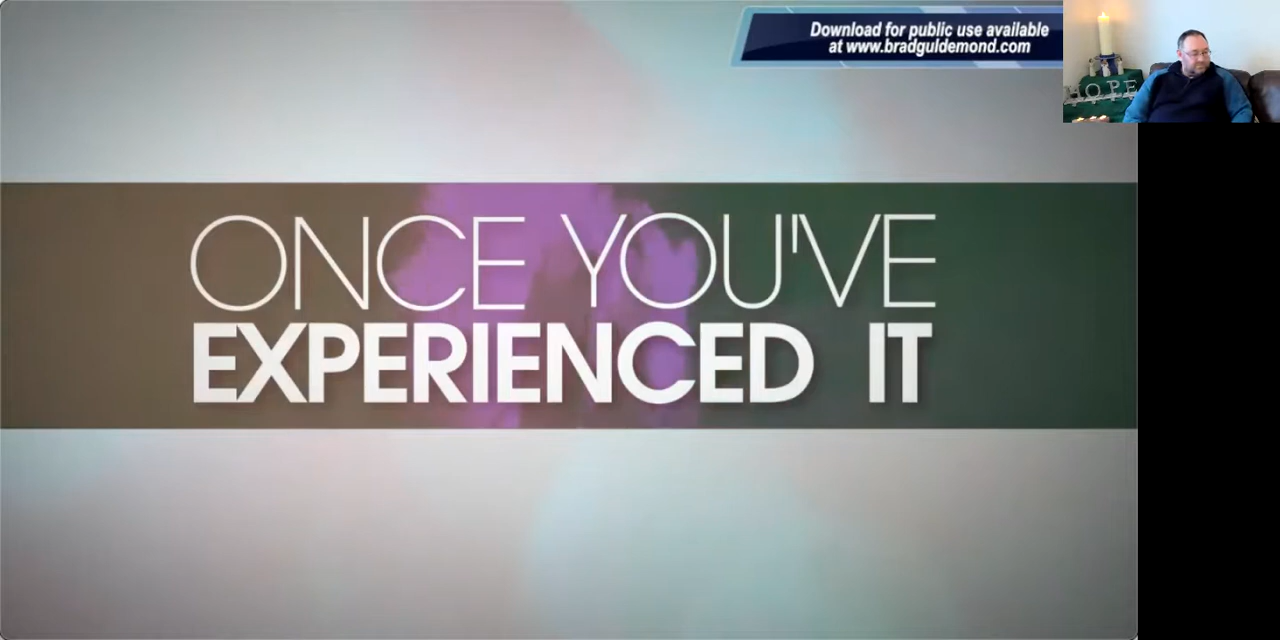 Download for public use available
at www.bradguldemond.com
HOPE
ONCE YOU'VE
EXPERIENCED IT